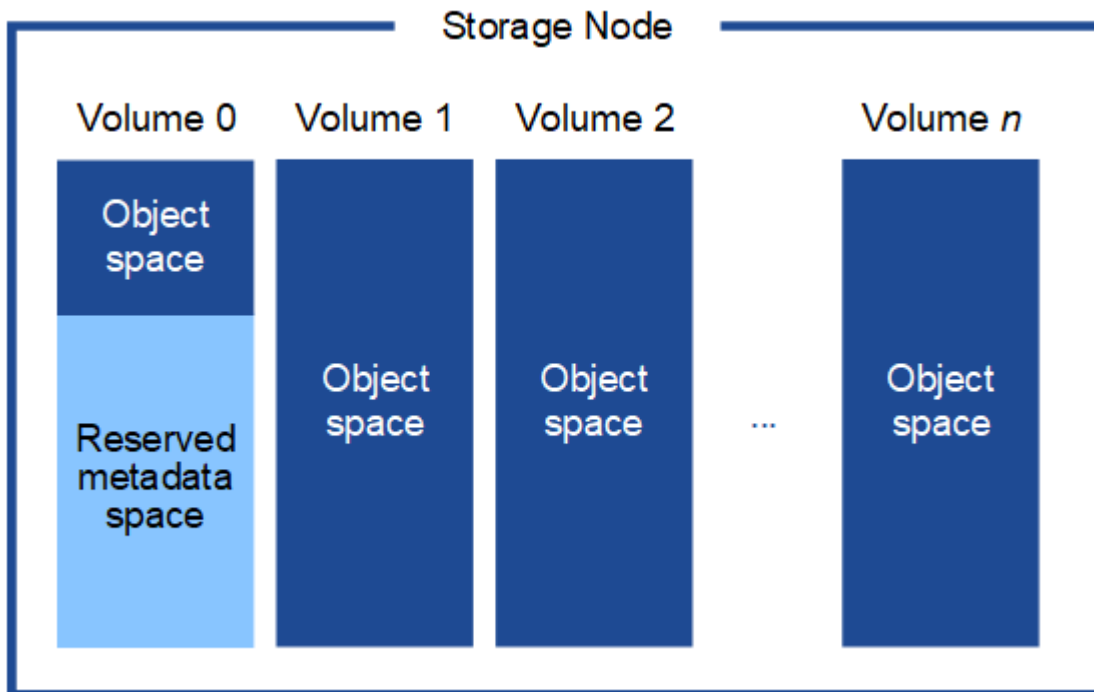 Storage Node
Volume 0
Volume 1
Volume 2
Volume n
Object
space
Reserved
metadata
space
Object
space
Object
space
...
Object
space